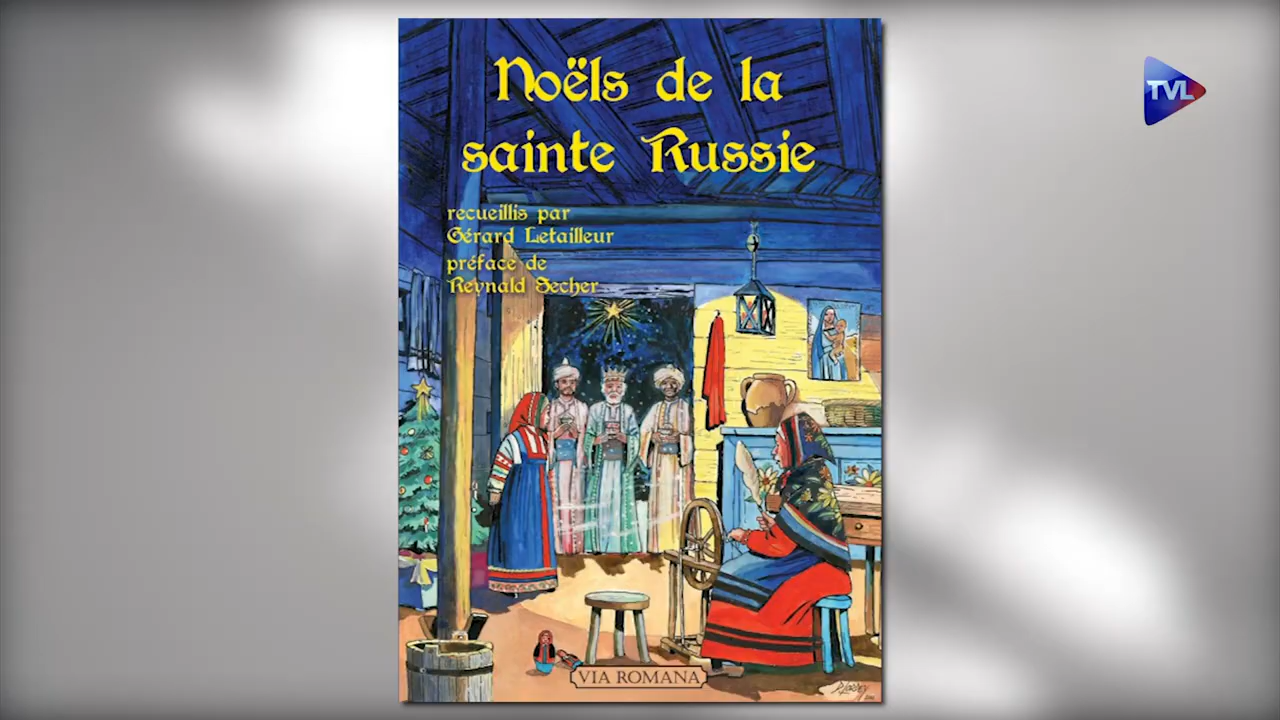 Noëls de la
sainte Russie
recueillis par
Gérard Letailleur
préface de
Reynald Secher
TVL
VIA ROMANA